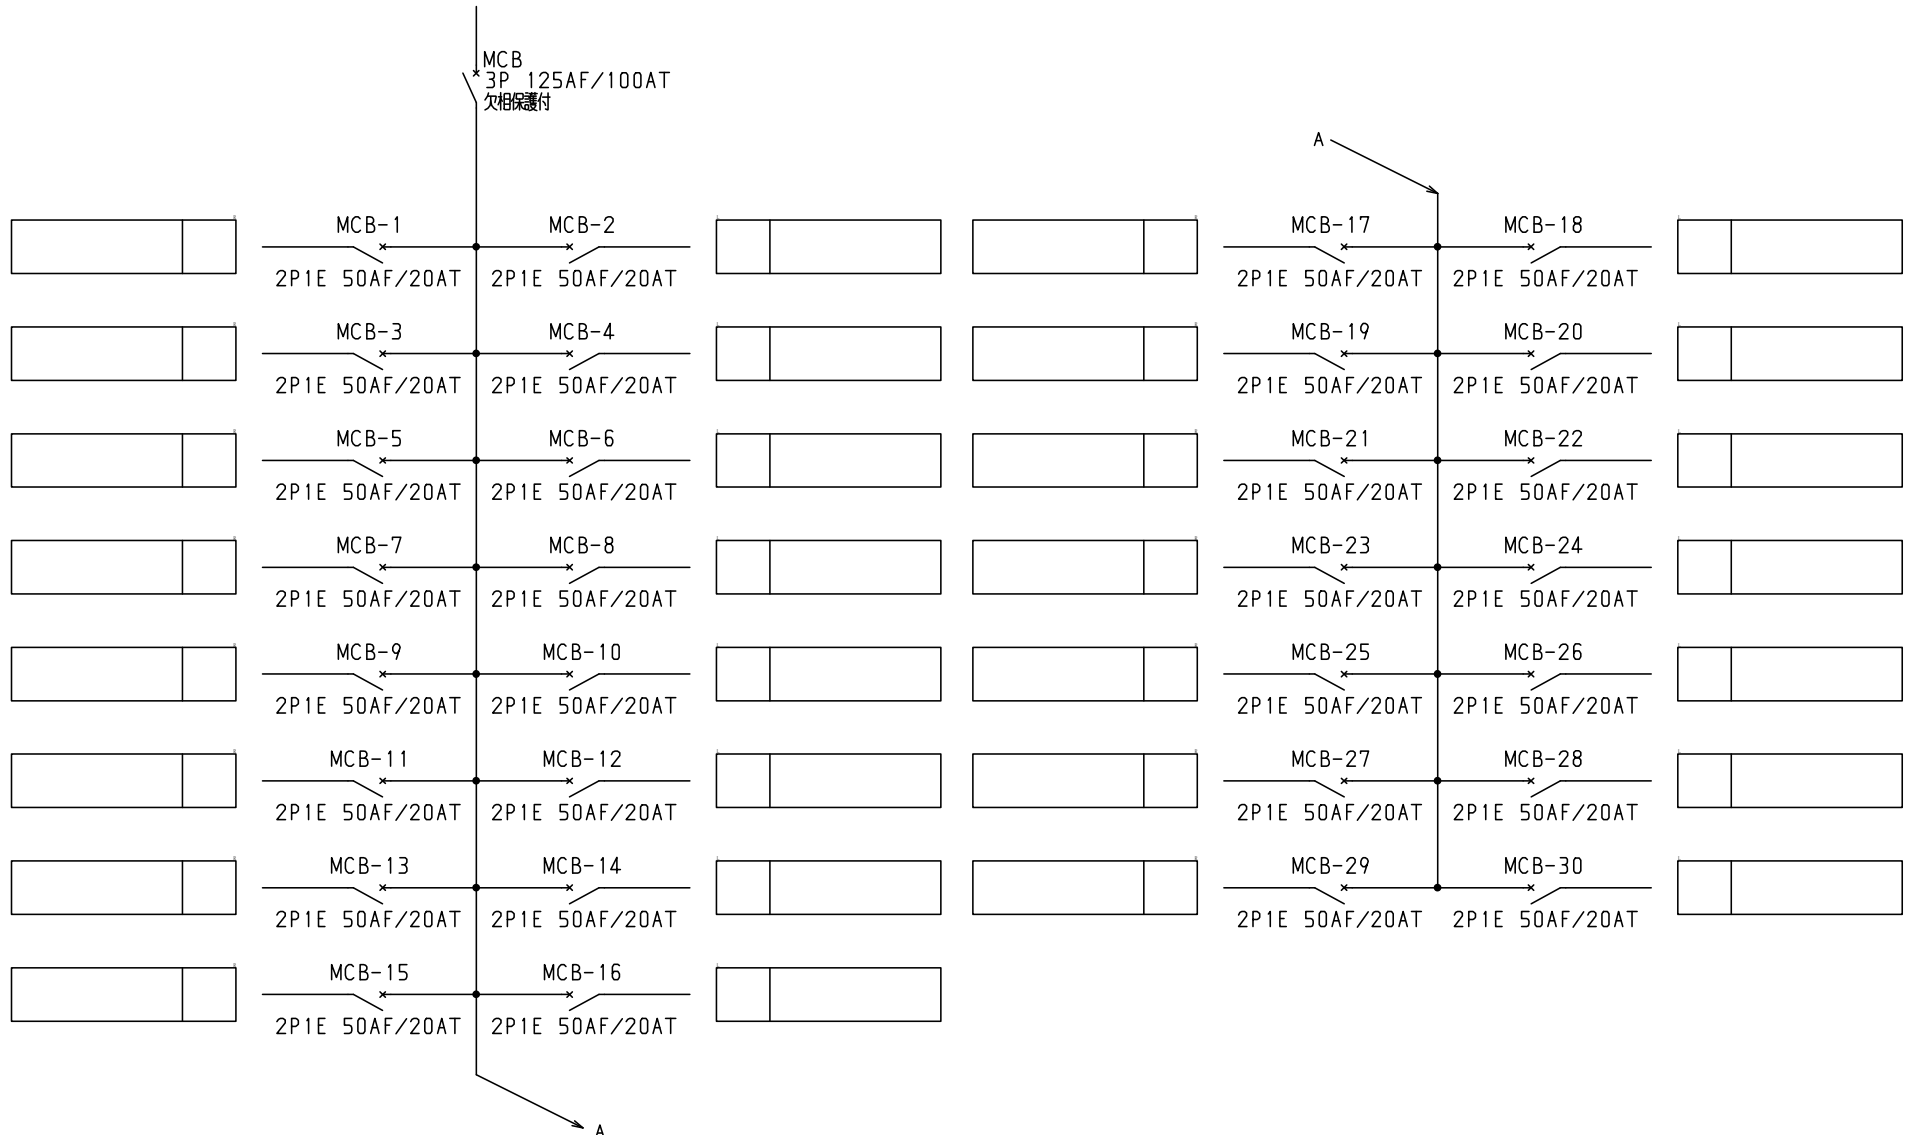 MCB
3P 125AF/100AT
欠相保護付
MCB-1
2P1E 50AF/20AT
MCB-2
2P1E 50AF/20AT
MCB-3
2P1E 50AF/20AT
MCB-4
2P1E 50AF/20AT
MCB-5
2P1E 50AF/20AT
MCB-6
2P1E 50AF/20AT
MCB-7
2P1E 50AF/20AT
MCB-8
2P1E 50AF/20AT
MCB-9
2P1E 50AF/20AT
MCB-10
2P1E 50AF/20AT
MCB-11
2P1E 50AF/20AT
MCB-12
2P1E 50AF/20AT
MCB-13
2P1E 50AF/20AT
MCB-14
2P1E 50AF/20AT
MCB-15
2P1E 50AF/20AT
MCB-16
2P1E 50AF/20AT
A
A
MCB-17
2P1E 50AF/20AT
MCB-18
2P1E 50AF/20AT
MCB-19
2P1E 50AF/20AT
MCB-20
2P1E 50AF/20AT
MCB-21
2P1E 50AF/20AT
MCB-22
2P1E 50AF/20AT
MCB-23
2P1E 50AF/20AT
MCB-24
2P1E 50AF/20AT
MCB-25
2P1E 50AF/20AT
MCB-26
2P1E 50AF/20AT
MCB-27
2P1E 50AF/20AT
MCB-28
2P1E 50AF/20AT
MCB-29
2P1E 50AF/20AT
MCB-30
2P1E 50AF/20AT